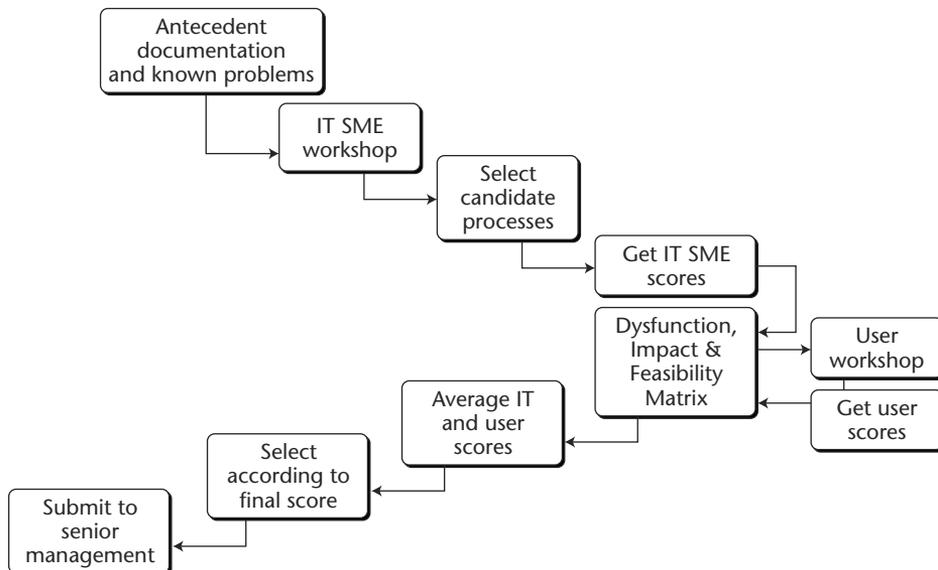 Antecedent
documentation
and known problems
IT SME
workshop
Select
candidate
processes
Get IT SME
scores
Dysfunction,
Impact &
Feasibility
Matrix
User
workshop
Get user
scores
Average IT
and user
scores
Select
according to
final score
Submit to
senior
management